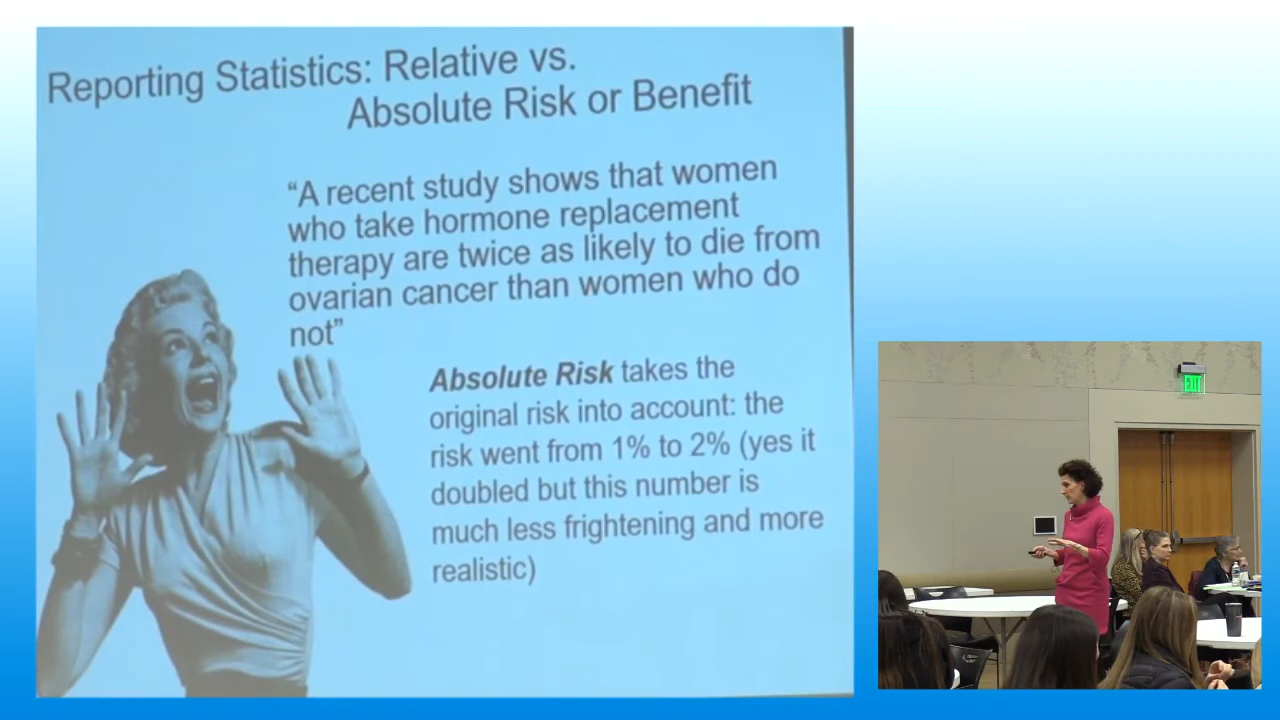 Reporting Statistics: Relative vs.
Absolute Risk or Benefit
“A recent study shows that women
who take hormone replacement
therapy are twice as likely to die from
ovarian cancer than women who do
not”
Absolute Risk takes the
original risk into account: the
risk went from 1% to 2% (yes it
doubled but this number is
much less frightening and more
realistic)
EXIT